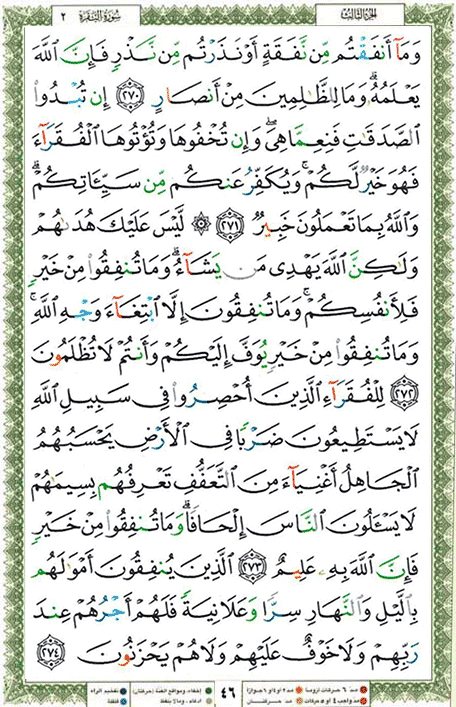 الجزء الثالث سورة البقرة ٢
وَمَآ أَنفَقْتُم مِّن نَّفَقَةٍ أَوْ نَذَرْتُم مِّن نَّذْرٍ فَإِنَّ ٱللَّهَ
يَعْلَمُهُۥ ۗ وَمَا لِلظَّٰلِمِينَ مِنْ أَنصَارٍ ﴿٢٧٠﴾ إِن تُبْدُوا۟
ٱلصَّدَقَٰتِ فَنِعِمَّا هِىَ ۖ وَإِن تُخْفُوهَا وَتُؤْتُوهَا ٱلْفُقَرَآءَ
فَهُوَ خَيْرٌ لَّكُمْ ۚ وَيُكَفِّرُ عَنكُم مِّن سَيِّـَٔاتِكُمْ ۗ
وَٱللَّهُ بِمَا تَعْمَلُونَ خَبِيرٌ ﴿٢٧١﴾ ۞ لَّيْسَ عَلَيْكَ هُدَىٰهُمْ
وَلَٰكِنَّ ٱللَّهَ يَهْدِى مَن يَشَآءُ ۗ وَمَا تُنفِقُوا۟ مِنْ خَيْرٍ
فَلِأَنفُسِكُمْ ۚ وَمَا تُنفِقُونَ إِلَّا ٱبْتِغَآءَ وَجْهِ ٱللَّهِ ۚ
وَمَا تُنفِقُوا۟ مِنْ خَيْرٍ يُوَفَّ إِلَيْكُمْ وَأَنتُمْ لَا تُظْلَمُونَ
﴿٢٧٢﴾ لِلْفُقَرَآءِ ٱلَّذِينَ أُحْصِرُوا۟ فِى سَبِيلِ ٱللَّهِ
لَا يَسْتَطِيعُونَ ضَرْبًا فِى ٱلْأَرْضِ يَحْسَبُهُمُ
ٱلْجَاهِلُ أَغْنِيَآءَ مِنَ ٱلتَّعَفُّفِ تَعْرِفُهُم بِسِيمَٰهُمْ
لَا يَسْـَٔلُونَ ٱلنَّاسَ إِلْحَافًا ۗ وَمَا تُنفِقُوا۟ مِنْ خَيْرٍ
فَإِنَّ ٱللَّهَ بِهِۦ عَلِيمٌ ﴿٢٧٣﴾ ٱلَّذِينَ يُنفِقُونَ أَمْوَٰلَهُم
بِٱلَّيْلِ وَٱلنَّهَارِ سِرًّا وَعَلَانِيَةً فَلَهُمْ أَجْرُهُمْ عِندَ
رَبِّهِمْ وَلَا خَوْفٌ عَلَيْهِمْ وَلَا هُمْ يَحْزَنُونَ ﴿٢٧٤﴾
مد ٦ حركات لزوما مد ٢ او ٤ او ٦ جوازا ٤٦ إخفاء، ومواقع الغنة (حركتان) تفخيم الراء
مد واجب ٤ او ٥ حركات مد حركتان إدغام، وما لا يلفظ قلقلة